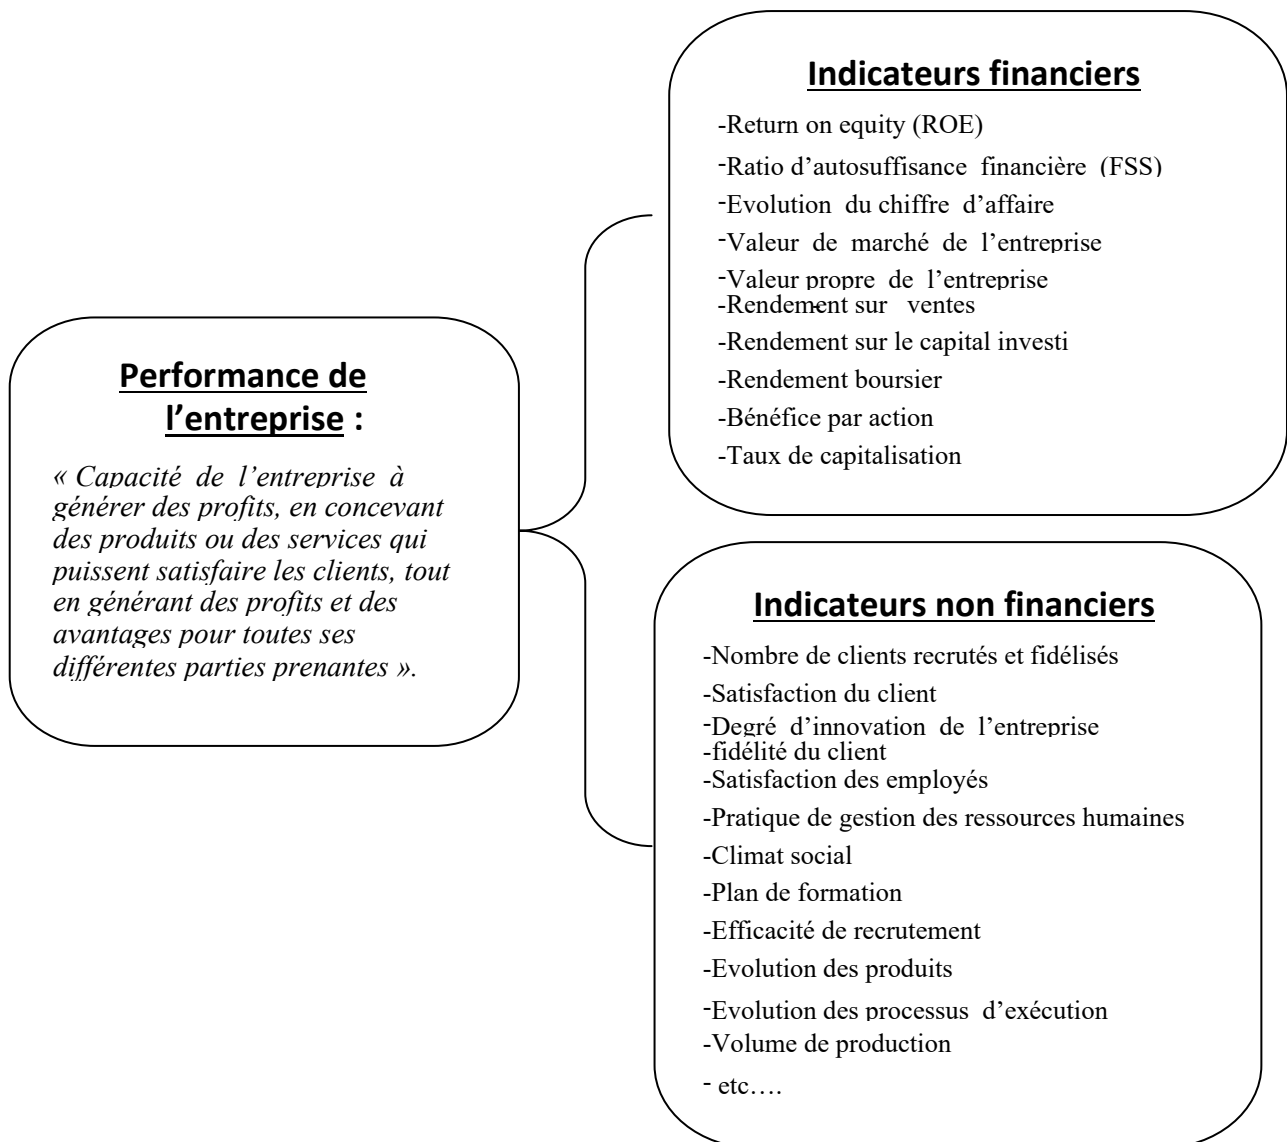 Performance de
l’entreprise :
« Capacité de l’entreprise à
générer des profits, en concevant
des produits ou des services qui
puissent satisfaire les clients, tout
en générant des profits et des
avantages pour toutes ses
différentes parties prenantes ».
Indicateurs financiers
-Return on equity (ROE)
-Ratio d’autosuffisance financière (FSS)
-Evolution du chiffre d’affaire
-Valeur de marché de l’entreprise
-Valeur propre de l’entreprise
-Rendement sur ventes
-Rendement sur le capital investi
-Rendement boursier
-Bénéfice par action
-Taux de capitalisation
Indicateurs non financiers
-Nombre de clients recrutés et fidélisés
-Satisfaction du client
-Degré d’innovation de l’entreprise
-fidélité du client
-Satisfaction des employés
-Pratique de gestion des ressources humaines
-Climat social
-Plan de formation
-Efficacité de recrutement
-Evolution des produits
-Evolution des processus d’exécution
-Volume de production
- etc….